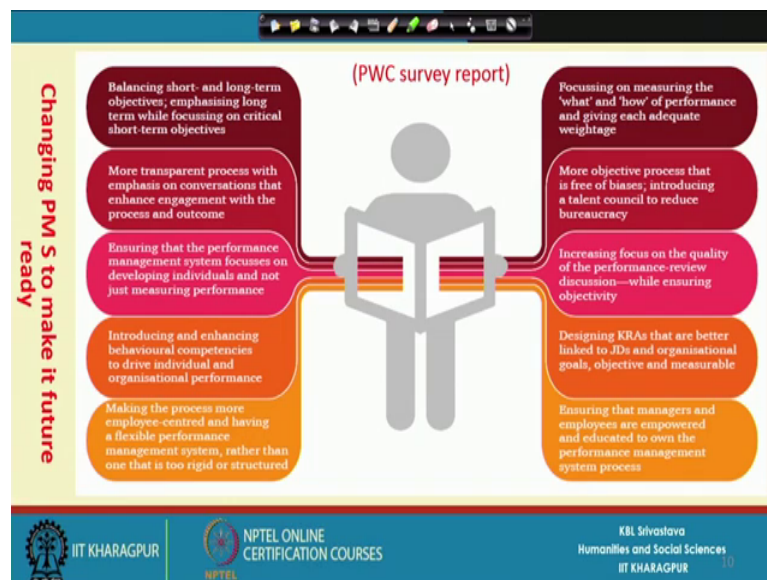 (PWC survey report)
Changing PM S to make it future
ready
Balancing short- and long-term
objectives; emphasising long
term while focussing on critical
short-term objectives
More transparent process with
emphasis on conversations that
enhance engagement with the
process and outcome
Ensuring that the performance
management system focusses on
developing individuals and not
just measuring performance
Introducing and enhancing
behavioural competencies
to drive individual and
organisational performance
Making the process more
employee-centred and having
a flexible performance
management system, rather than
one that is too rigid or structured
Focussing on measuring the
'what' and 'how' of performance
and giving each adequate
weightage
More objective process that
is free of biases; introducing
a talent council to reduce
bureaucracy
Increasing focus on the quality
of the performance-review
discussion—while ensuring
objectivity
Designing KRAs that are better
linked to JDs and organisational
goals, objective and measurable
Ensuring that managers and
employees are empowered
and educated to own the
performance management
system process
IIT KHARAGPUR
NPTEL
NPTEL ONLINE
CERTIFICATION COURSES
KBL Srivastava
Humanities and Social Sciences
IIT KHARAGPUR
10